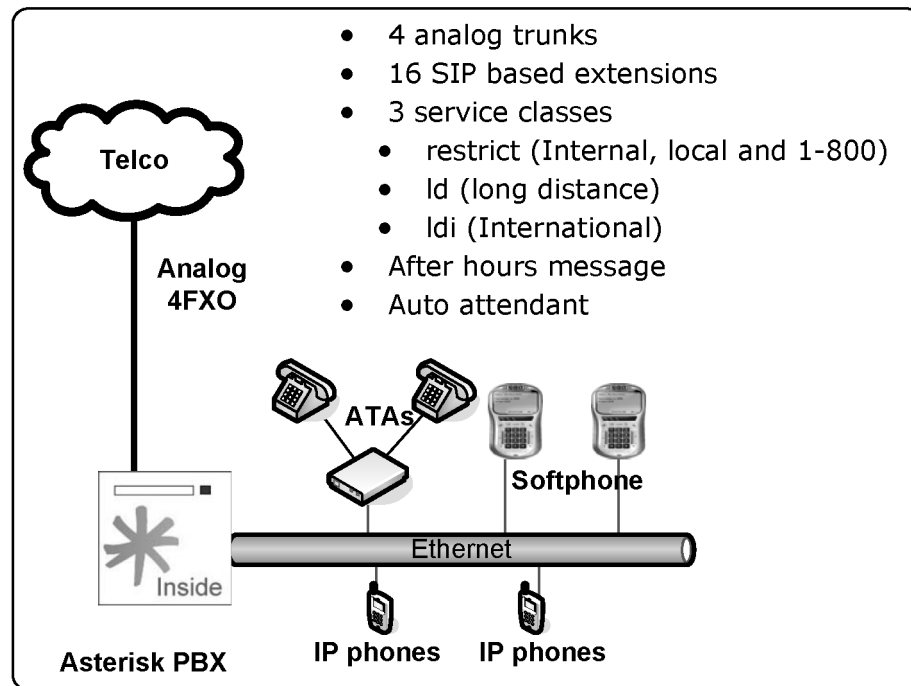 • 4 analog trunks
• 16 SIP based extensions
• 3 service classes
• restrict (Internal, local and 1-800)
• ld (long distance)
• ldi (International)
• After hours message
• Auto attendant
Telco
Analog
4FXO
ATAs
Softphone
Ethernet
Inside
IP phones
IP phones
Asterisk PBX